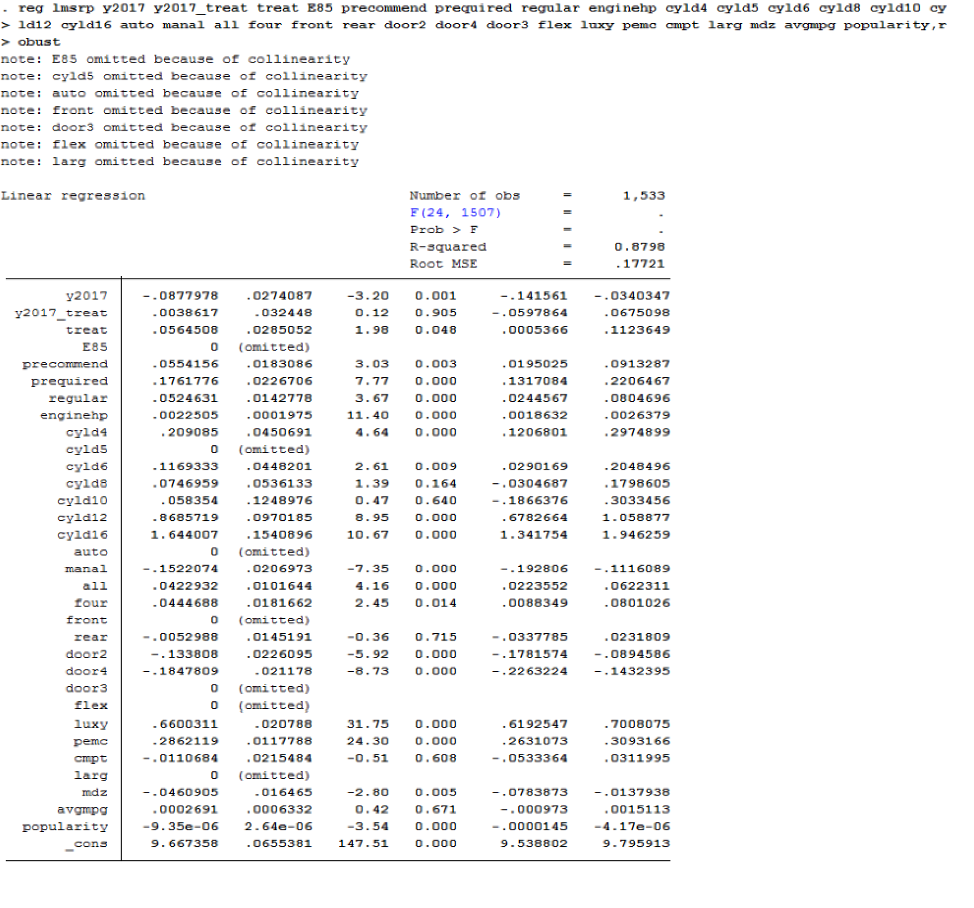 . reg lmsrp y2017 y2017_treat treat E85 precommend prequired regular enginehp cyld4 cyld5 cyld6 cyld8 cyld10 cy
> ld12 cyld16 auto manal all four front rear door2 door4 door3 flex luxy pemc cmpt larg mdz avgmpg popularity,r
> obust
note: E85 omitted because of collinearity
note: cyld5 omitted because of collinearity
note: auto omitted because of collinearity
note: front omitted because of collinearity
note: door3 omitted because of collinearity
note: flex omitted because of collinearity
note: larg omitted because of collinearity
Linear regression Number of obs = 1,533
F(24, 1507) = .
Prob > F = .
R-squared = 0.8798
Root MSE = .17721
y2017 -.0877978 .0274087 -3.20 0.001 -.141561 -.0340347
y2017_treat .0038617 .032448 0.12 0.905 -.0597864 .0675098
treat .0564508 .0285052 1.98 0.048 .0005366 .1123649
E85 0 (omitted)
precommend .0554156 .0183086 3.03 0.003 .0195025 .0913287
prequired .1761776 .0226706 7.77 0.000 .1317084 .2206467
regular .0524631 .0142778 3.67 0.000 .0244567 .0804696
enginehp .0022505 .0001975 11.40 0.000 .0018632 .0026379
cyld4 .209085 .0450691 4.64 0.000 .1206801 .2974899
cyld5 0 (omitted)
cyld6 .1169333 .0448201 2.61 0.009 .0290169 .2048496
cyld8 .0746959 .0536133 1.39 0.164 -.0304687 .1798605
cyld10 .058354 .1248976 0.47 0.640 -.1866376 .3033456
cyld12 .8685719 .0970185 8.95 0.000 .6782664 1.058877
cyld16 1.644007 .1540896 10.67 0.000 1.341754 1.946259
auto 0 (omitted)
manal -.1522074 .0206973 -7.35 0.000 -.192806 -.1116089
all .0422932 .0101644 4.16 0.000 .0223552 .0622311
four .0444688 .0181662 2.45 0.014 .0088349 .0801026
front 0 (omitted)
rear -.0052988 .0145191 -0.36 0.715 -.0337785 .0231809
door2 -.133808 .0226095 -5.92 0.000 -.1781574 -.0894586
door4 -.1847809 .021178 -8.73 0.000 -.2263224 -.1432395
door3 0 (omitted)
flex 0 (omitted)
luxy .6600311 .020788 31.75 0.000 .6192547 .7008075
pemc .2862119 .0117788 24.30 0.000 .2631073 .3093166
cmpt -.0110684 .0215484 -0.51 0.608 -.0533364 .0311995
larg 0 (omitted)
mdz -.0460905 .016465 -2.80 0.005 -.0783873 -.0137938
avgmpg .0002691 .0006332 0.42 0.671 -.000973 .0015113
popularity -9.35e-06 2.64e-06 -3.54 0.000 -.0000145 -4.17e-06
_cons 9.667358 .0655381 147.51 0.000 9.538802 9.795913